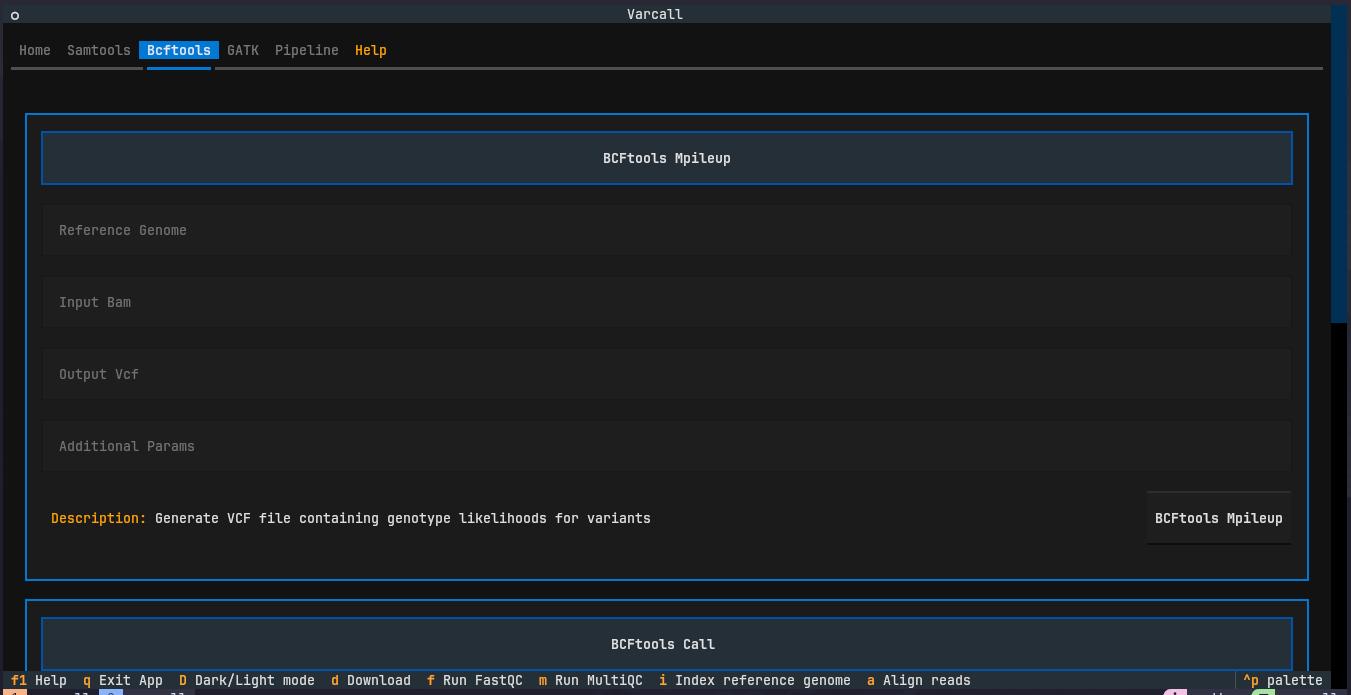 Varcall
Home Samtools Bcftools GATK Pipeline Help
BCFtools Mpileup
Reference Genome
Input Bam
Output Vcf
Additional Params
Description: Generate VCF file containing genotype likelihoods for variants
BCFtools Mpileup
BCFtools Call
f1 Help q Exit App D Dark/Light mode d Download f Run FastQC m Run MultiQC i Index reference genome a Align reads ^p palette